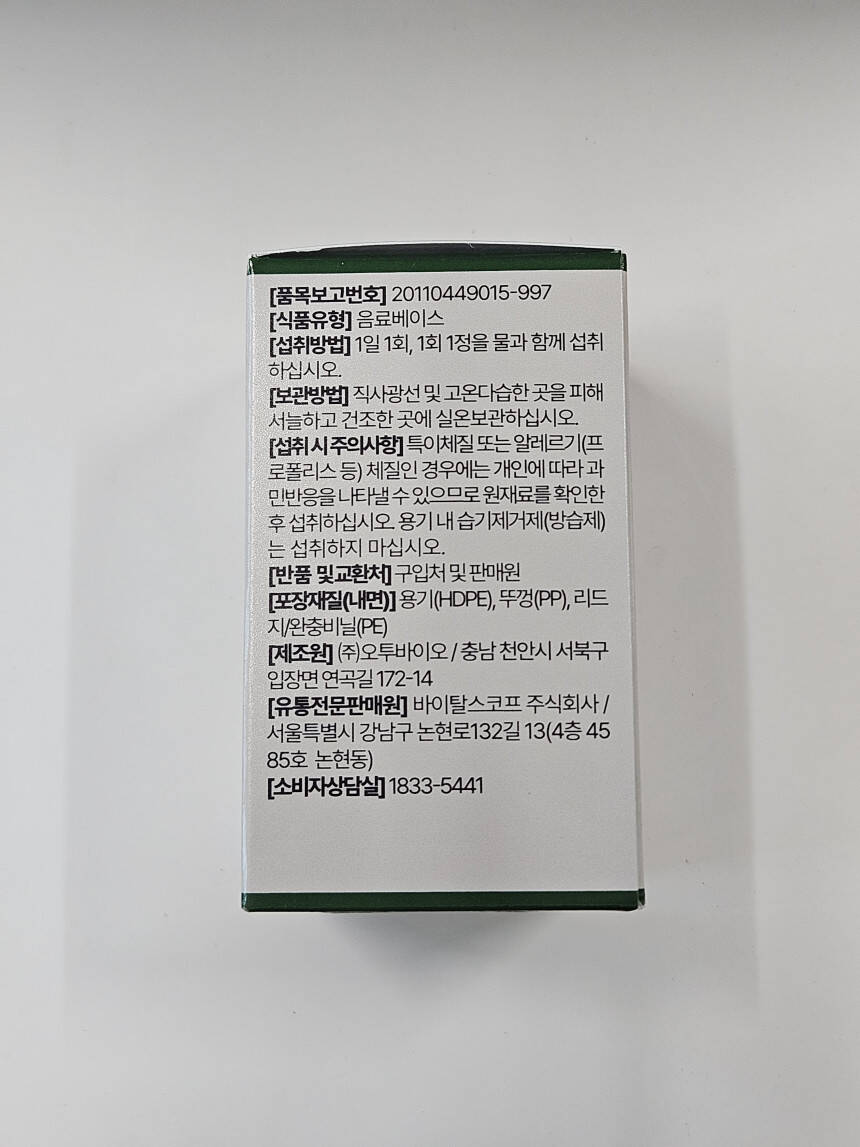 [품목보고번호] 20110449015-997
[식품유형] 음료베이스
[섭취방법] 1일 1회, 1회 1정을 물과 함께 섭취
하십시오.
[보관방법] 직사광선 및 고온다습한 곳을 피해
서늘하고 건조한 곳에 실온보관하십시오.
[섭취 시 주의사항] 특이체질 또는 알레르기(프
로폴리스 등) 체질인 경우에는 개인에 따라 과
민반응을 나타낼 수 있으므로 원재료를 확인한
후 섭취하십시오. 용기 내 습기제거제(방습제)
는 섭취하지 마십시오.
[반품 및 교환처] 구입처 및 판매원
[포장재질(내면)] 용기(HDPE), 뚜껑(PP), 리드
지/완충비닐(PE)
[제조원] (주)오투바이오 / 충남 천안시 서북구
입장면 연곡길 172-14
[유통전문판매원] 바이탈스코프 주식회사 /
서울특별시 강남구 논현로132길 13(4층 45
85호 논현동)
[소비자상담실] 1833-5441